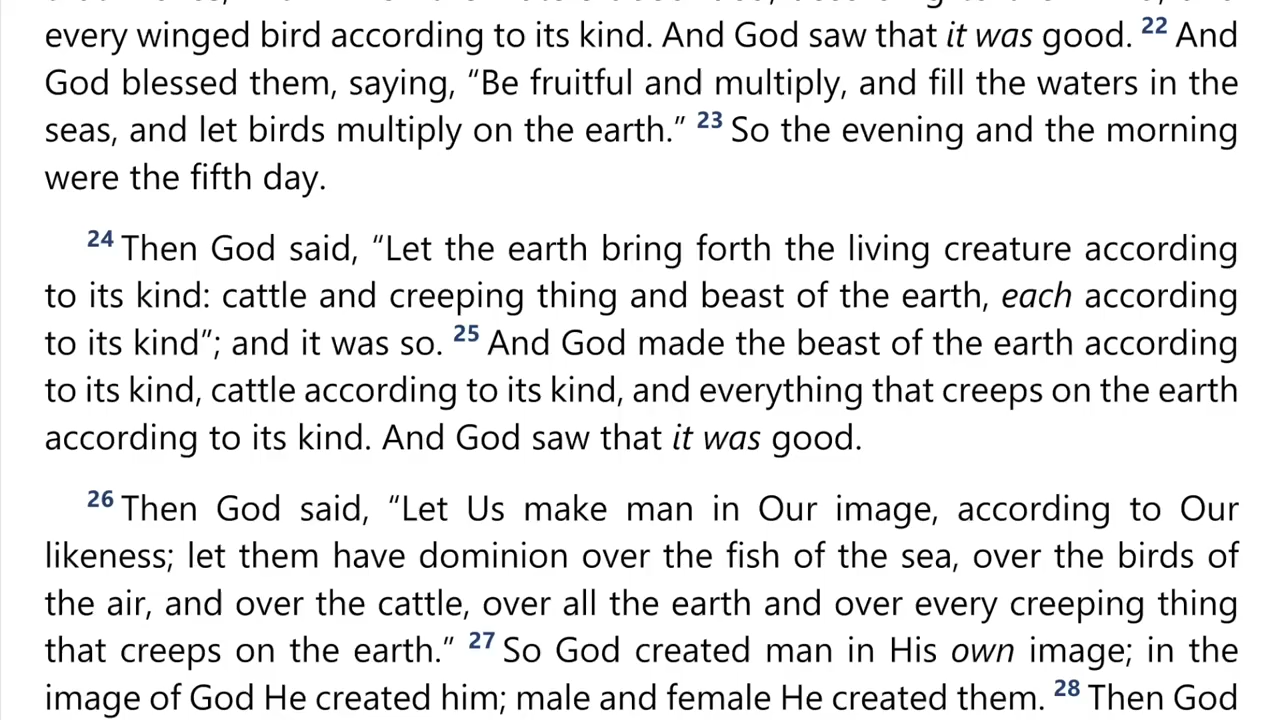 every winged bird according to its kind. And God saw that it was good. 22 And
God blessed them, saying, “Be fruitful and multiply, and fill the waters in the
seas, and let birds multiply on the earth.” 23 So the evening and the morning
were the fifth day.
24 Then God said, “Let the earth bring forth the living creature according
to its kind: cattle and creeping thing and beast of the earth, each according
to its kind”; and it was so. 25 And God made the beast of the earth according
to its kind, cattle according to its kind, and everything that creeps on the earth
according to its kind. And God saw that it was good.
26 Then God said, “Let Us make man in Our image, according to Our
likeness; let them have dominion over the fish of the sea, over the birds of
the air, and over the cattle, over all the earth and over every creeping thing
that creeps on the earth.” 27 So God created man in His own image; in the
image of God He created him; male and female He created them. 28 Then God